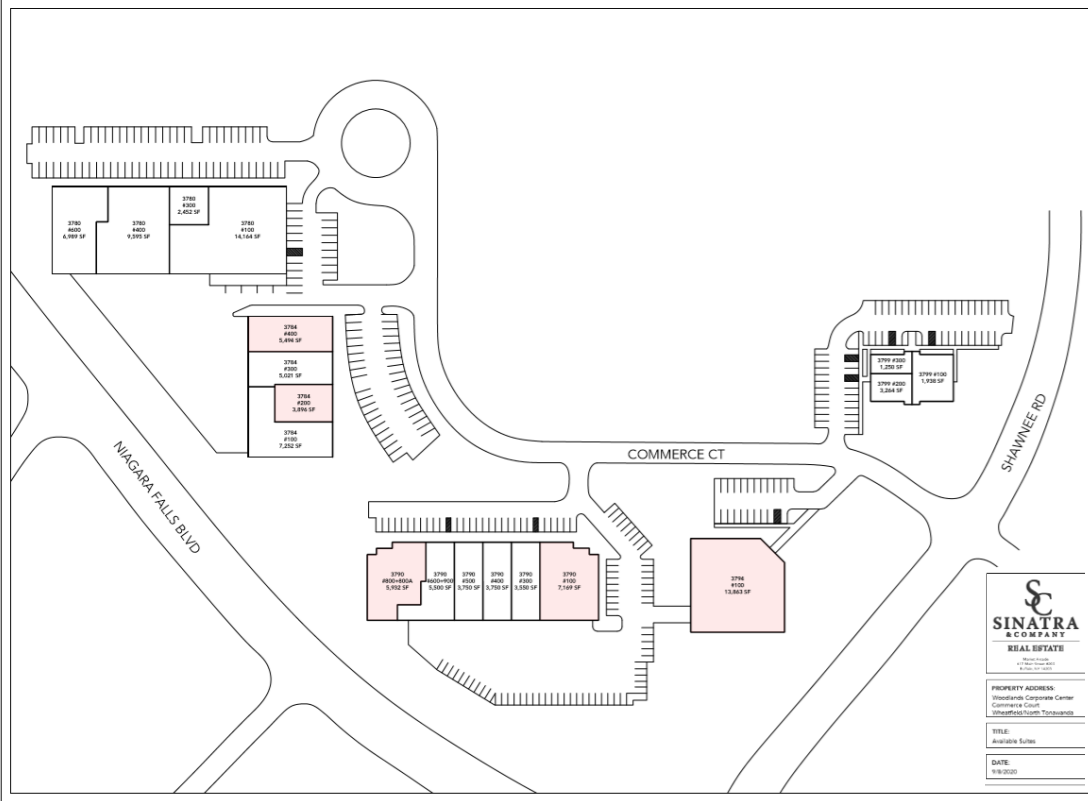 3780
#600
6,989 SF
3780
#400
9,595 SF
3780
#300
2,452 SF
3780
#100
14,164 SF
3784
#400
5,494 SF
3784
#300
5,021 SF
3784
#200
3,896 SF
3784
#100
7,252 SF
3799 #300
1,250 SF
3799 #200
3,264 SF
3799 #100
1,938 SF
NIAGARA FALLS BLVD
COMMERCE CT
SHAWNEE RD
3790
#800+800A
5,932 SF
3790
#600+900
5,500 SF
3790
#500
3,750 SF
3790
#400
3,750 SF
3790
#300
3,550 SF
3790
#100
7,169 SF
3794
#100
13,863 SF
SC
SINATRA
& COMPANY
REAL ESTATE
PROPERTY ADDRESS:
Woodlands Corporate Center
Commerce Court
Wheatfield/North Tonawanda
TITLE:
Available Suites
DATE:
9/8/2020